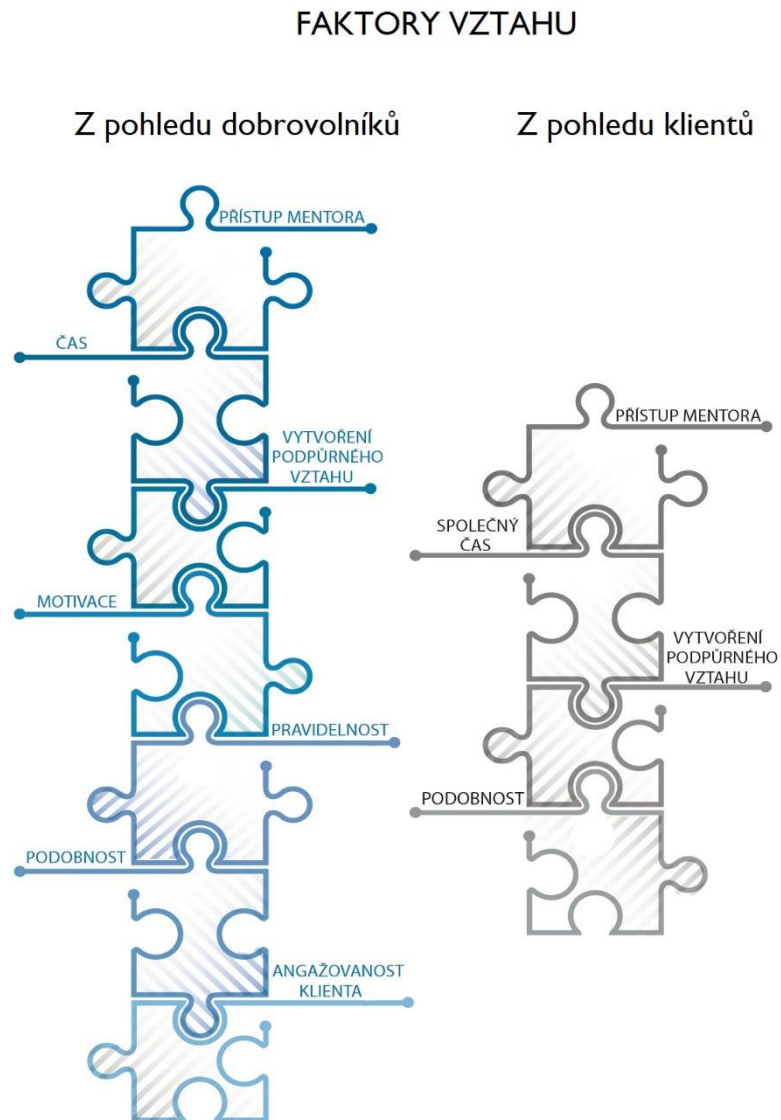 FAKTORY VZTAHU
Z pohledu dobrovolníků
PŘÍSTUP MENTORA
ČAS
VYTVOŘENÍ
PODPŮRNÉHO
VZTAHU
MOTIVACE
PRAVIDELNOST
PODOBNOST
ANGAŽOVANOST
KLIENTA
Z pohledu klientů
PŘÍSTUP MENTORA
SPOLEČNÝ
ČAS
VYTVOŘENÍ
PODPŮRNÉHO
VZTAHU
PODOBNOST